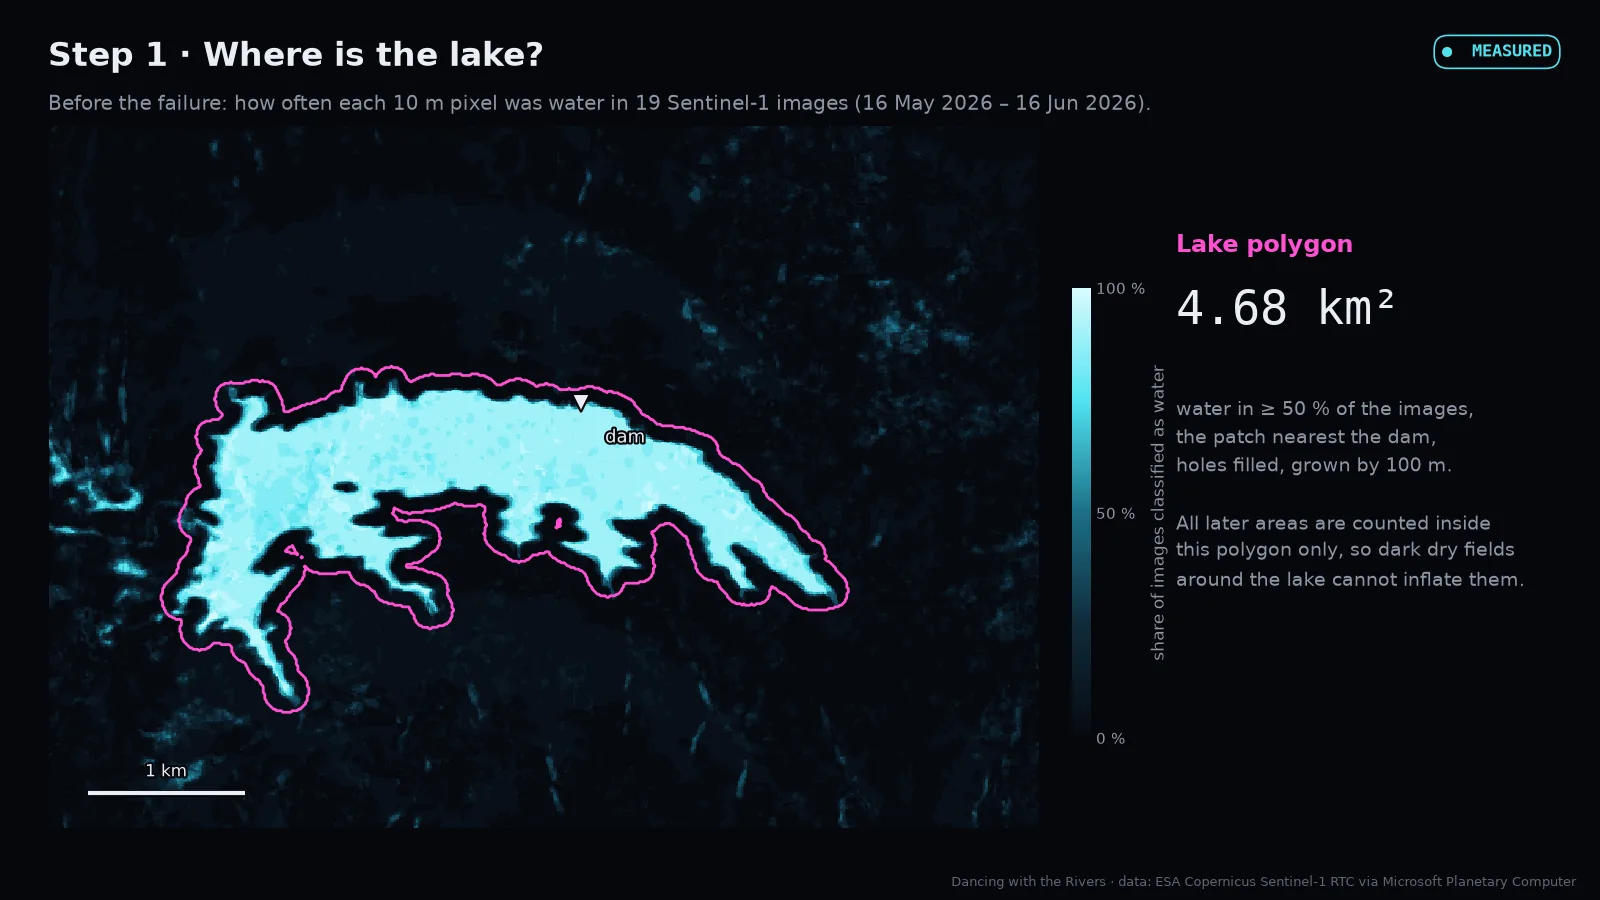 Step 1 · Where is the lake?
MEASURED
Before the failure: how often each 10 m pixel was water in 19 Sentinel-1 images (16 May 2026 – 16 Jun 2026).
dam
1 km
100 %
50 %
0 %
share of images classified as water
Lake polygon
4.68 km²
water in ≥ 50 % of the images,
the patch nearest the dam,
holes filled, grown by 100 m.
All later areas are counted inside
this polygon only, so dark dry fields
around the lake cannot inflate them.
Dancing with the Rivers · data: ESA Copernicus Sentinel-1 RTC via Microsoft Planetary Computer